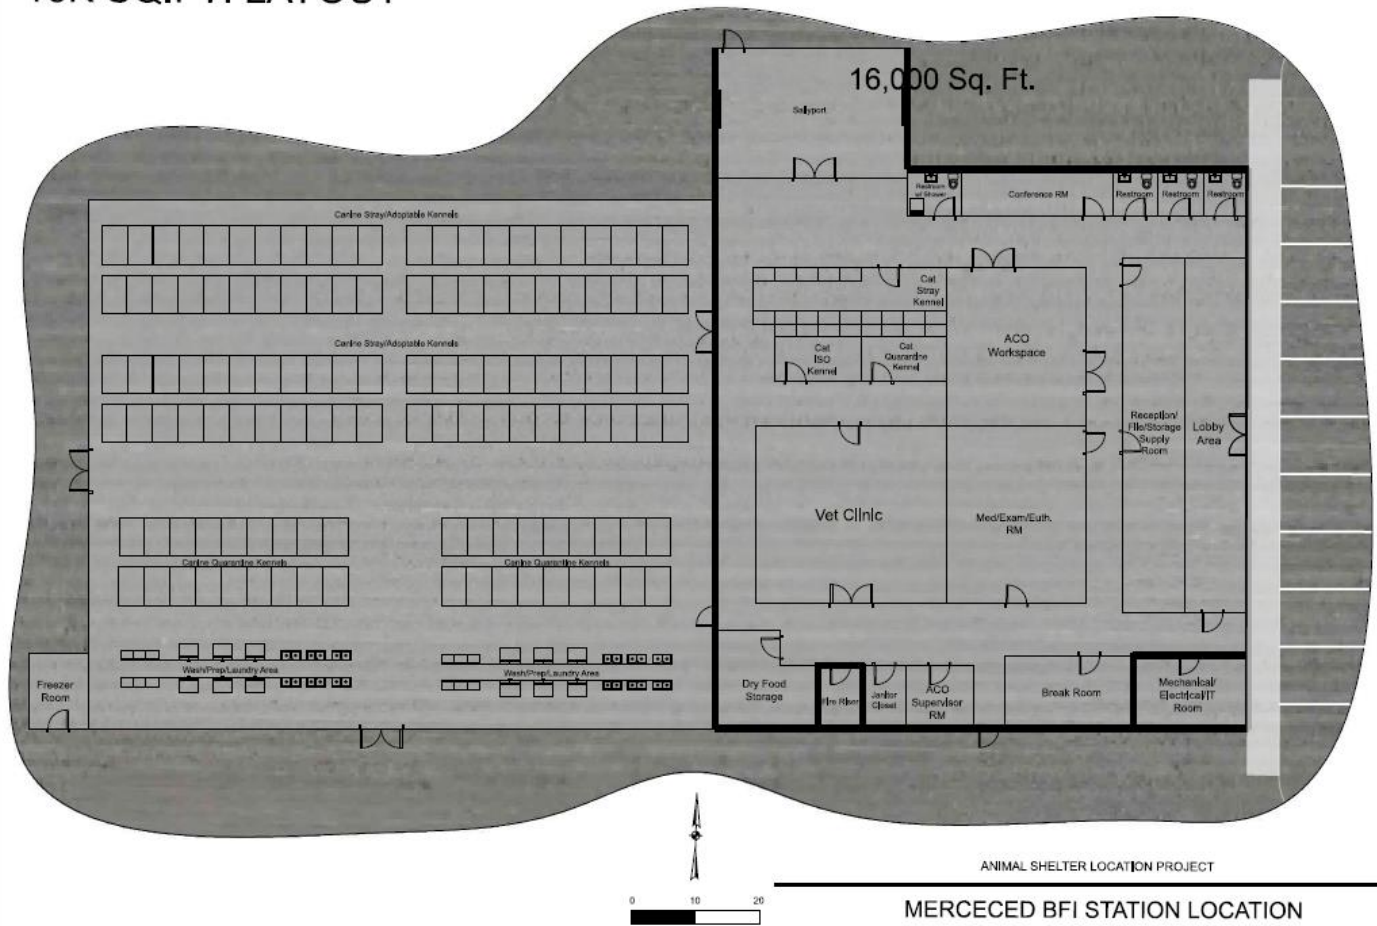 16,000 Sq. Ft.
Sallyport
Restroom
w/ Shower
Conference RM
Restroom
Restroom
Restroom
Canine Stray/Adoptable Kennels
Cat
Stray
Kennel
ACO
Workspace
Canine Stray/Adoptable Kennels
Cat
ISO
Kennel
Cat
Quarantine
Kennel
Reception/
File/Storage
Supply
Room
Lobby
Area
Vet Clinic
Med/Exam/Euth.
RM
Canine Quarantine Kennels
Canine Quarantine Kennels
Wash/Prep/Laundry Area
Wash/Prep/Laundry Area
Freezer
Room
Dry Food
Storage
Fire Riser
Janitor
Closet
ACO
Supervisor
RM
Break Room
Mechanical/
Electrical/IT
Room
0 10 20
ANIMAL SHELTER LOCATION PROJECT
MERCECED BFI STATION LOCATION